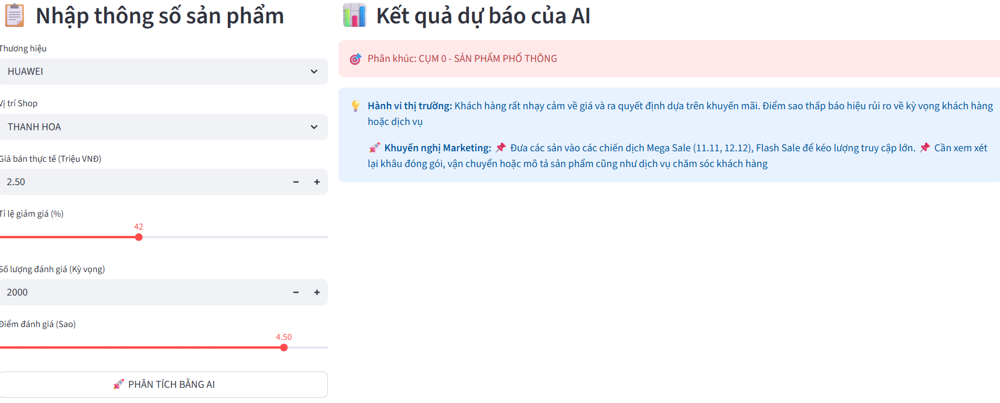 Nhập thông số sản phẩm
Thương hiệu
HUAWEI
Vị trí Shop
THANH HOA
Giá bán thực tế (Triệu VNĐ)
2.50
Tỉ lệ giảm giá (%)
42
Số lượng đánh giá (Kỳ vọng)
2000
Điểm đánh giá (Sao)
4.50
PHÂN TÍCH BẰNG AI
Kết quả dự báo của AI
Phân khúc: CỤM 0 - SẢN PHẨM PHỔ THÔNG
Hành vi thị trường: Khách hàng rất nhạy cảm về giá và ra quyết định dựa trên khuyến mãi. Điểm sao thấp báo hiệu rủi ro về kỳ vọng khách hàng
hoặc dịch vụ
Khuyến nghị Marketing: Đưa các sản vào các chiến dịch Mega Sale (11.11, 12.12), Flash Sale để kéo lượng truy cập lớn. Cần xem xét
lại khâu đóng gói, vận chuyển hoặc mô tả sản phẩm cũng như dịch vụ chăm sóc khách hàng